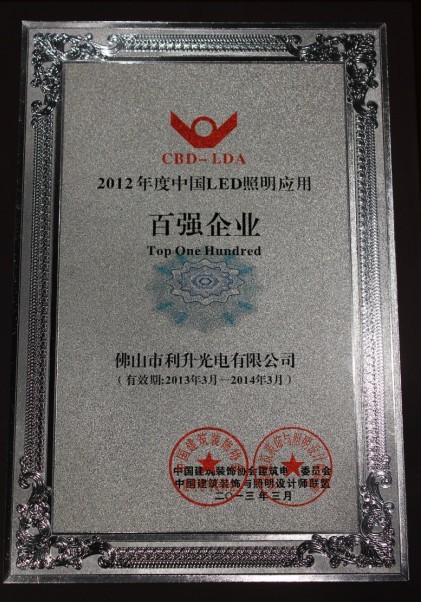 CBD-LDA
2012年度中国LED照明应用
百强企业
Top One Hundred
佛山市利升光电有限公司
(有效期:2013年3月—2014年3月)
中国建筑装饰协会建筑电 委员会
中国建筑装饰与照明设计师联盟
二〇一三年三月